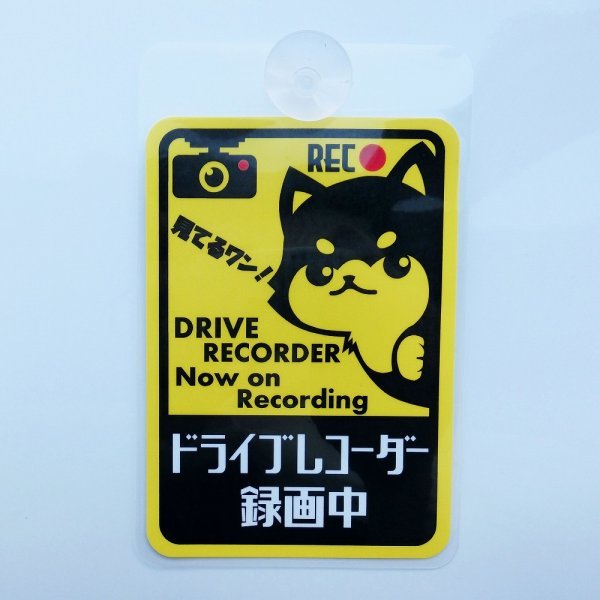 REC
見てるワン！
DRIVE
RECORDER
Now on
Recording
ドライブレコーダー
録画中